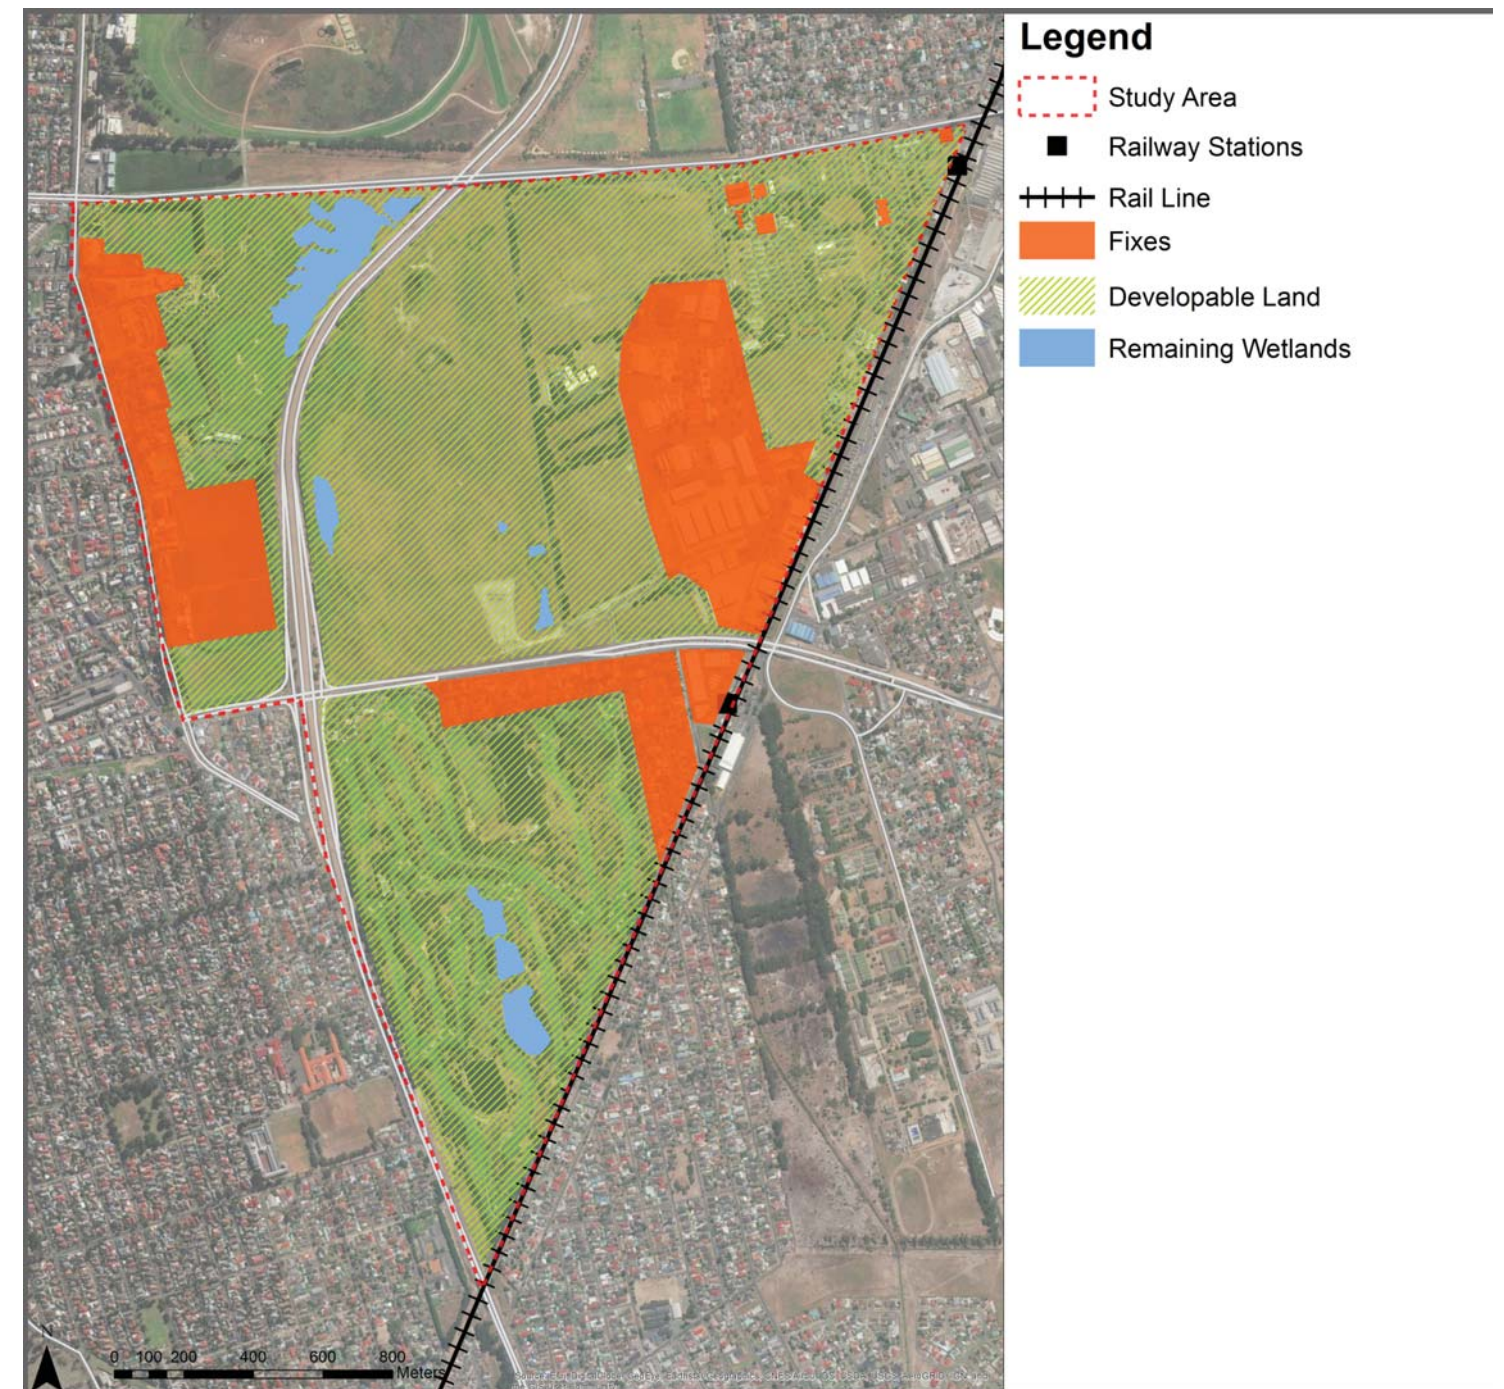 Legend
Study Area
Railway Stations
Rail Line
Fixes
Developable Land
Remaining Wetlands
N
0 100 200 400 600 800
Meters